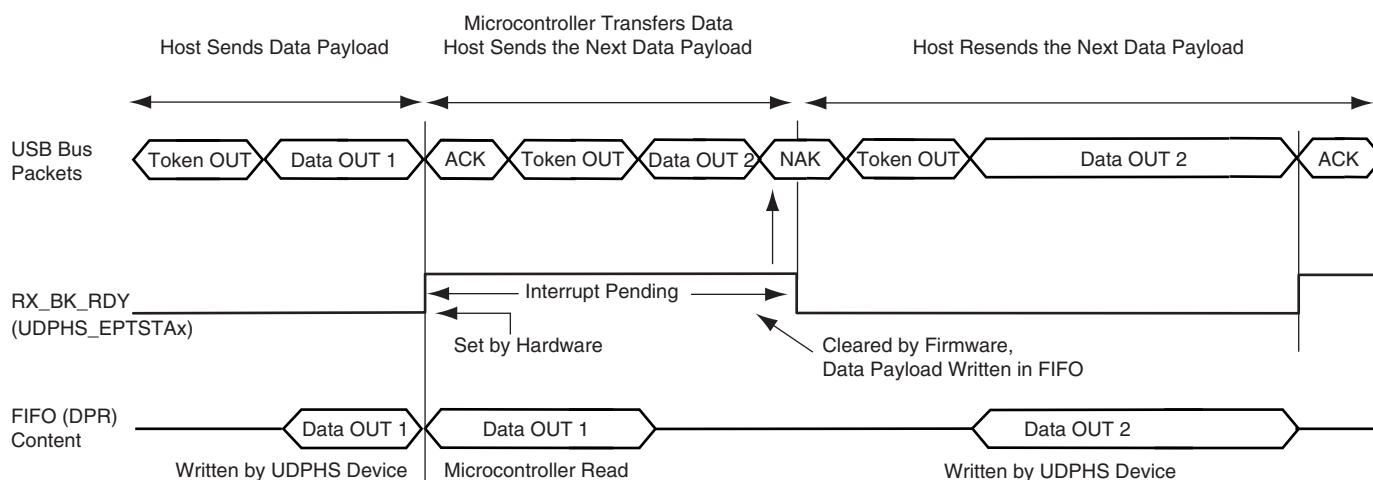 Host Sends Data Payload
Microcontroller Transfers Data
Host Sends the Next Data Payload
Host Resends the Next Data Payload
USB Bus
Packets
Token OUT
Data OUT 1
ACK
Token OUT
Data OUT 2
NAK
Token OUT
Data OUT 2
ACK
RX_BK_RDY
(UDPHS_EPTSTAx)
Interrupt Pending
Set by Hardware
Cleared by Firmware,
Data Payload Written in FIFO
FIFO (DPR)
Content
Data OUT 1
Data OUT 1
Data OUT 2
Written by UDPHS Device
Microcontroller Read
Written by UDPHS Device